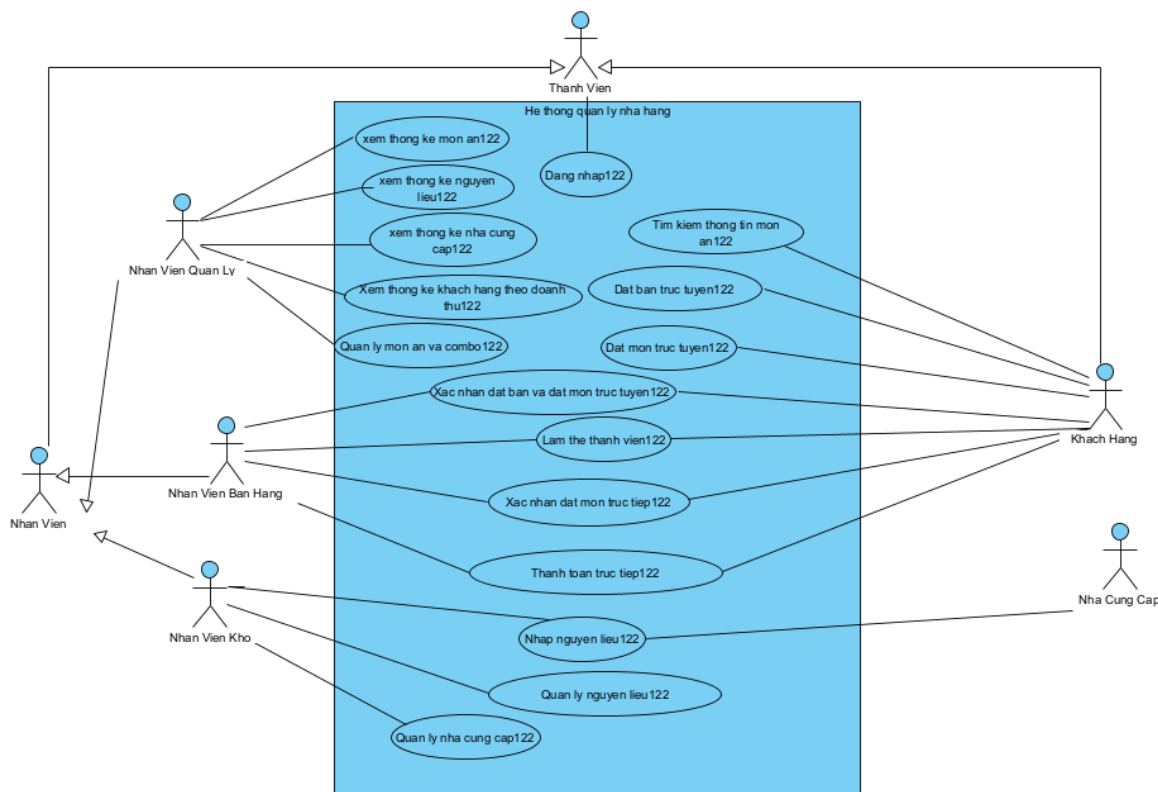 Thanh Vien
He thong quan ly nha hang
xem thong ke mon an122
Dang nhap122
xem thong ke nguyen
lieu122
Tim kiem thong tin mon
an122
xem thong ke nha cung
cap122
Nhan Vien Quan Ly
Xem thong ke khach hang theo doanh
thu122
Dat ban truc tuyen122
Quan ly mon an va combo122
Dat mon truc tuyen122
Xac nhan dat ban va dat mon truc tuyen122
Lam the thanh vien122
Khach Hang
Nhan Vien Ban Hang
Xac nhan dat mon truc tiep122
Nhan Vien
Thanh toan truc tiep122
Nha Cung Cap
Nhan Vien Kho
Nhap nguyen lieu122
Quan ly nguyen lieu122
Quan ly nha cung cap122